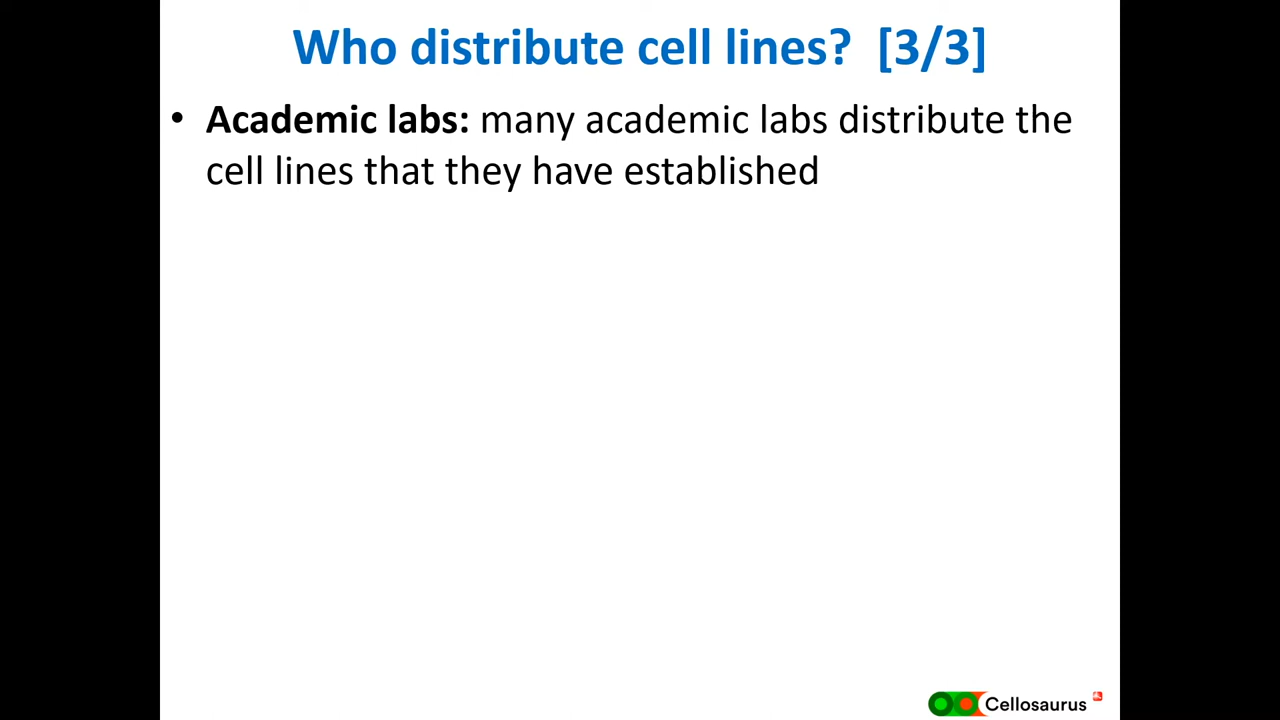 Who distribute cell lines? [3/3]
• Academic labs: many academic labs distribute the
cell lines that they have established
Cellosaurus